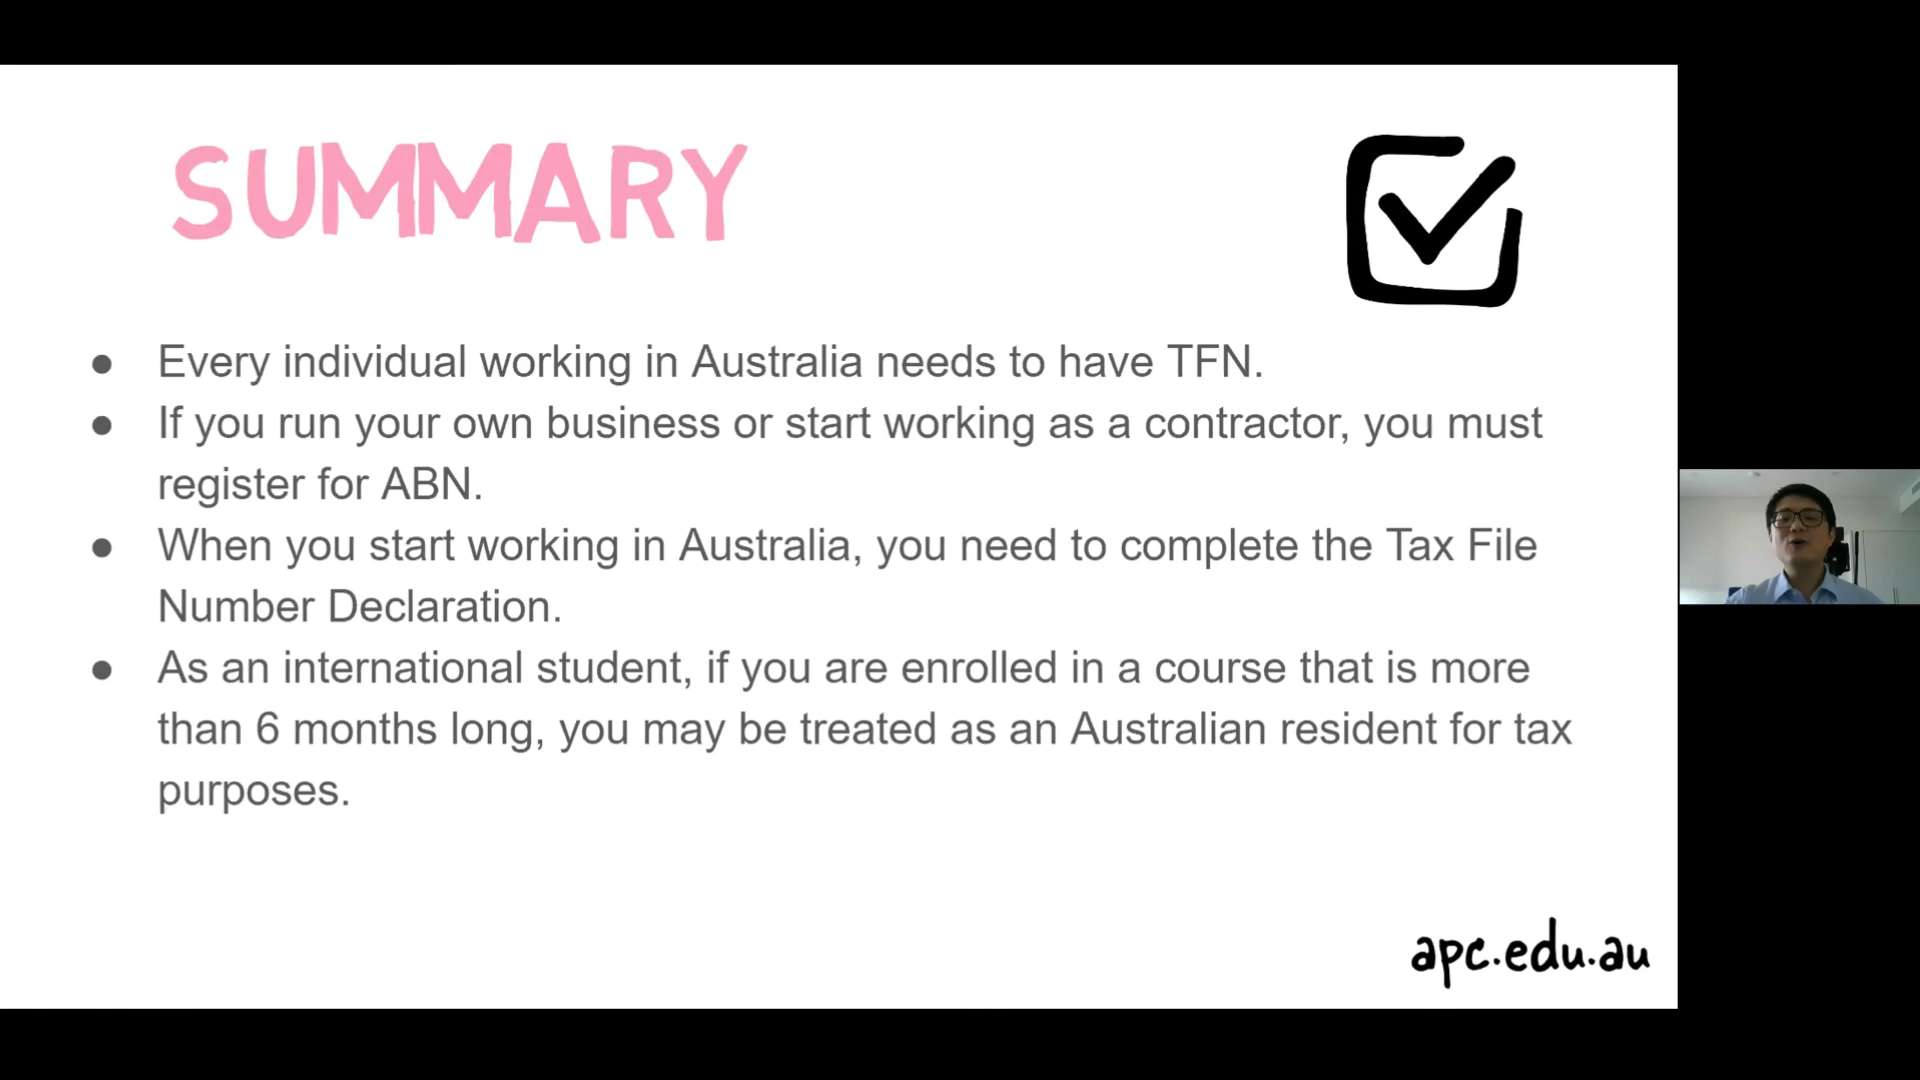 SUMMARY
● Every individual working in Australia needs to have TFN.
● If you run your own business or start working as a contractor, you must
register for ABN.
● When you start working in Australia, you need to complete the Tax File
Number Declaration.
● As an international student, if you are enrolled in a course that is more
than 6 months long, you may be treated as an Australian resident for tax
purposes.
apc.edu.au